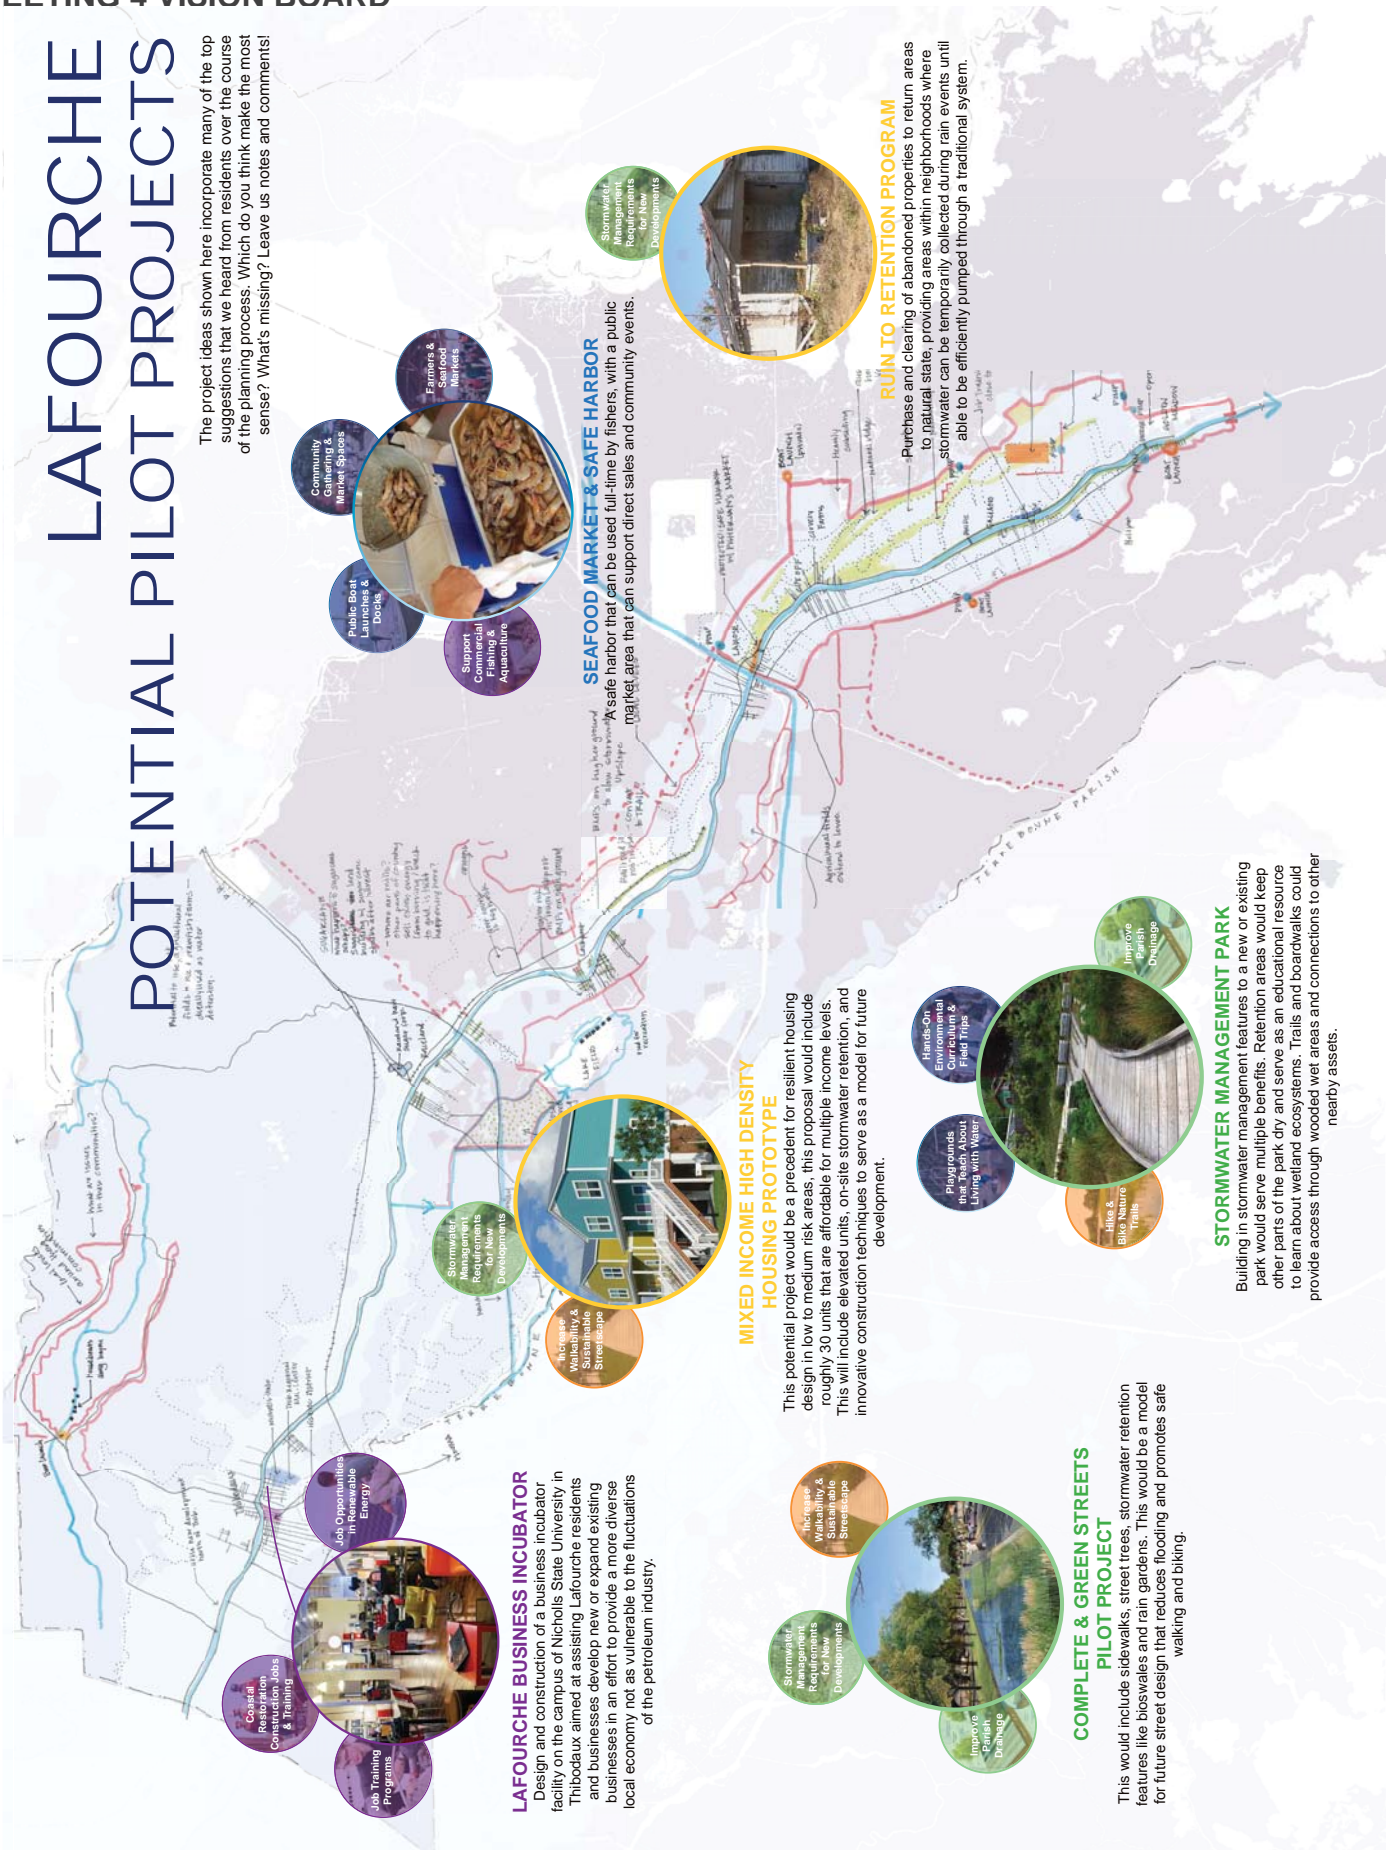 EETING 4 VISION BOARD
LAFOURCHE
POTENTIAL PILOT PROJECTS
The project ideas shown here incorporate many of the top
suggestions that we heard from residents over the course
of the planning process. Which do you think make the most
sense? What's missing? Leave us notes and comments!
Coastal
Restoration
Construction Jobs
& Training
Job Training
Programs
Job Opportunities
in Renewable
Energy
LAFOURCHE BUSINESS INCUBATOR
Design and construction of a business incubator
facility on the campus of Nicholls State University in
Thibodaux aimed at assisting Lafourche residents
and businesses develop new or expand existing
businesses in an effort to provide a more diverse
local economy not as vulnerable to the fluctuations
of the petroleum industry.
Public Boat
Launches &
Docks
Community
Gathering &
Market Spaces
Farmers &
Seafood
Markets
Support
Commercial
Fishing &
Aquaculture
SEAFOOD MARKET & SAFE HARBOR
A safe harbor that can be used full-time by fishers, with a public
market area that can support direct sales and community events.
Stormwater
Management
Requirements
for New
Developments
RUIN TO RETENTION PROGRAM
Purchase and clearing of abandoned properties to return areas
to natural state, providing areas within neighborhoods where
stormwater can be temporarily collected during rain events until
able to be efficiently pumped through a traditional system.
Stormwater
Management
Requirements
for New
Developments
Increase
Walkability &
Sustainable
Streetscape
MIXED INCOME HIGH DENSITY
HOUSING PROTOTYPE
This potential project would be a precedent for resilient housing
design in low to medium risk areas, this proposal would include
roughly 30 units that are affordable for multiple income levels.
This will include elevated units, on-site stormwater retention, and
innovative construction techniques to serve as a model for future
development.
Stormwater
Management
Requirements
for New
Developments
Increase
Walkability &
Sustainable
Streetscape
Improve
Parish
Drainage
COMPLETE & GREEN STREETS
PILOT PROJECT
This would include sidewalks, street trees, stormwater retention
features like bioswales and rain gardens. This would be a model
for future street design that reduces flooding and promotes safe
walking and biking.
Playgrounds
that Teach About
Living with Water
Hands-On
Environmental
Curriculum &
Field Trips
Hike &
Bike Nature
Trails
Improve
Parish
Drainage
STORMWATER MANAGEMENT PARK
Building in stormwater management features to a new or existing
park would serve multiple benefits. Retention areas would keep
other parts of the park dry and serve as an educational resource
to learn about wetland ecosystems. Trails and boardwalks could
provide access through wooded wet areas and connections to other
nearby assets.
TERREBONNE PARISH
LAKE
FIELDS
Raceland
Agricultural fields
what are issues
in these communities?